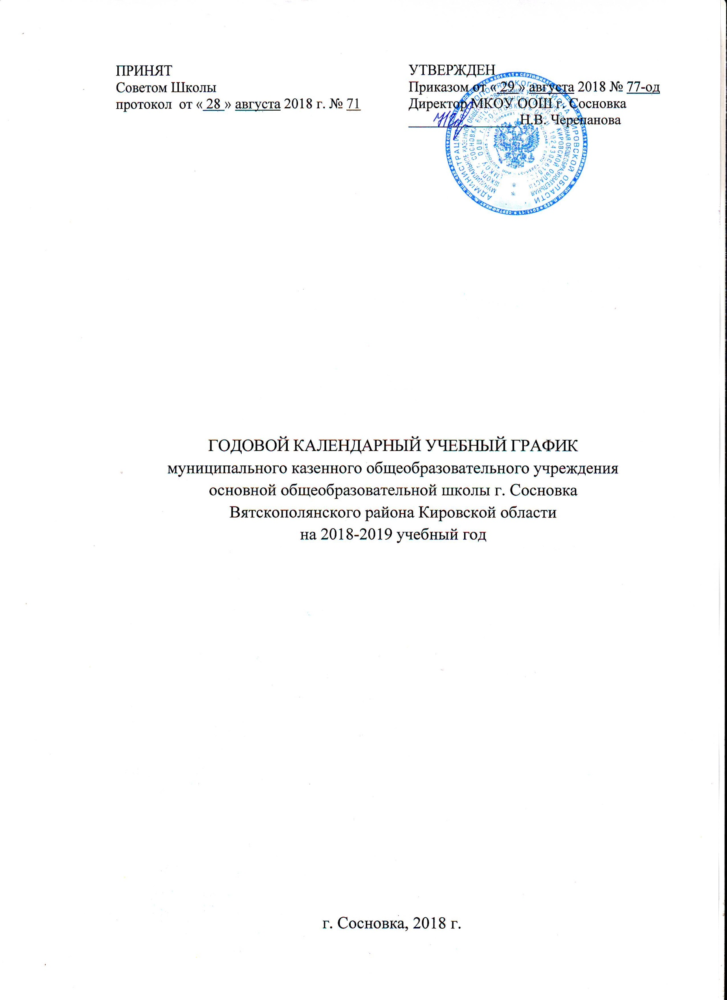 ПРИНЯТ
Советом Школы
протокол от « 28 » августа 2018 г. № 71
УТВЕРЖДЕН
Приказом от « 29 » августа 2018 № 77-од
Директор МКОУ ООШ г. Сосновка
Н.В. Черепанова
ГОДОВОЙ КАЛЕНДАРНЫЙ УЧЕБНЫЙ ГРАФИК
муниципального казенного общеобразовательного учреждения
основной общеобразовательной школы г. Сосновка
Вятскополянского района Кировской области
на 2018-2019 учебный год
г. Сосновка, 2018 г.